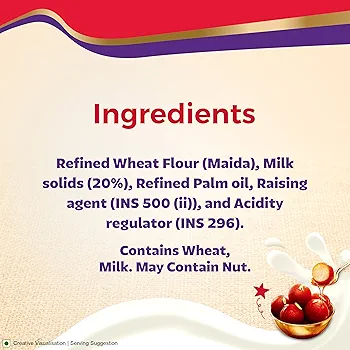 Ingredients
Refined Wheat Flour (Maida), Milk
solids (20%), Refined Palm oil, Raising
agent (INS 500 (ii)), and Acidity
regulator (INS 296).
Contains Wheat,
Milk. May Contain Nut.
Creative Visualisation | Serving Suggestion